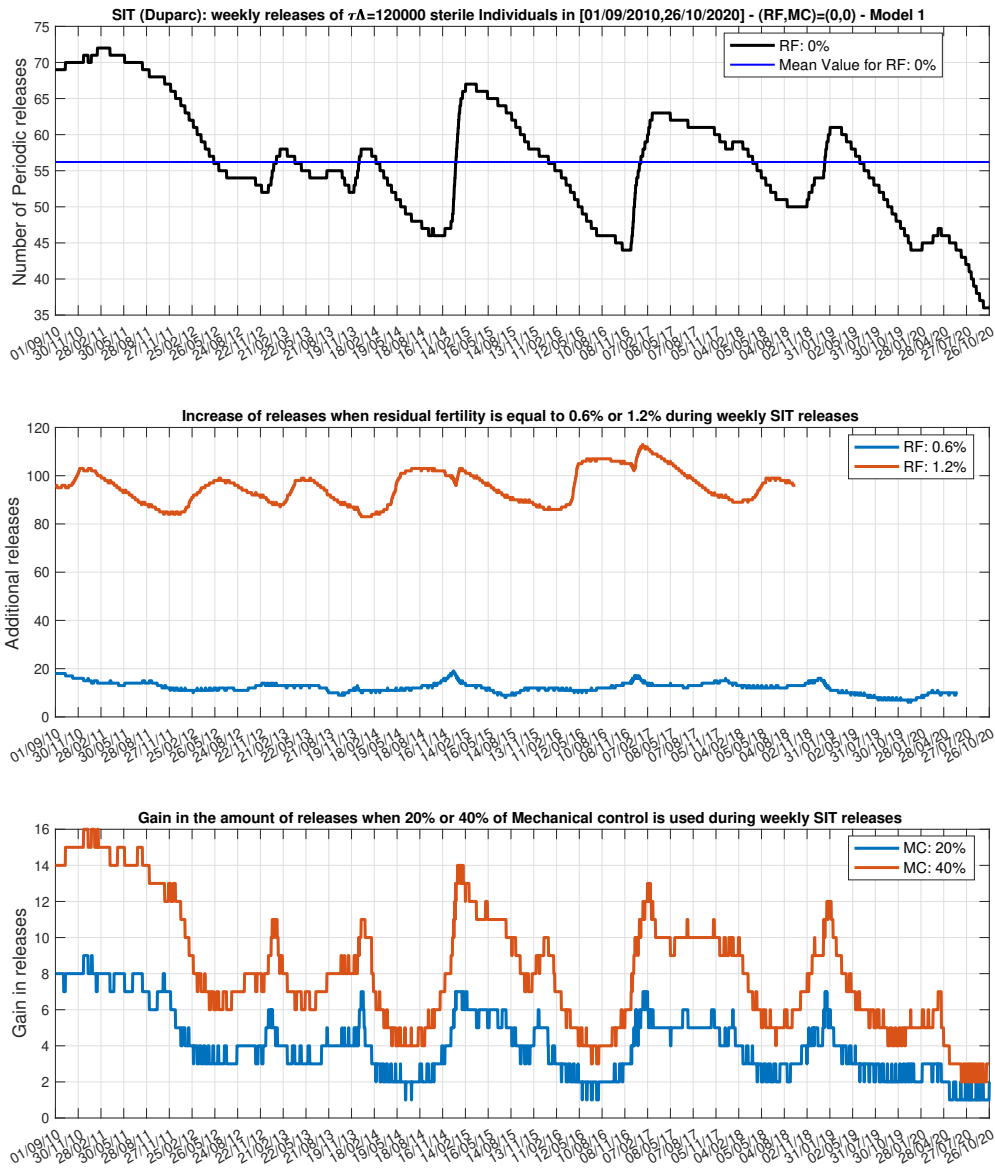 SIT (Duparc): weekly releases of τΛ=120000 sterile Individuals in [01/09/2010,26/10/2020] - (RF,MC)=(0,0) - Model 1
Number of Periodic releases
75
70
65
60
55
50
45
40
35
RF: 0%
Mean Value for RF: 0%
01/09/10 30/11/10 28/02/11 30/05/11 28/08/11 27/11/11 25/02/12 26/05/12 24/08/12 22/11/12 21/02/13 22/05/13 21/08/13 19/11/13 18/02/14 19/05/14 18/08/14 16/11/14 14/02/15 16/05/15 14/08/15 13/11/15 11/02/16 12/05/16 10/08/16 08/11/16 07/02/17 08/05/17 07/08/17 05/11/17 04/02/18 05/05/18 04/08/18 02/11/18 31/01/19 02/05/19 31/07/19 30/10/19 28/01/20 28/04/20 27/07/20 26/10/20
Increase of releases when residual fertility is equal to 0.6% or 1.2% during weekly SIT releases
Additional releases
120
100
80
60
40
20
0
RF: 0.6%
RF: 1.2%
01/09/10 30/11/10 28/02/11 30/05/11 28/08/11 27/11/11 25/02/12 26/05/12 24/08/12 22/11/12 21/02/13 22/05/13 21/08/13 19/11/13 18/02/14 19/05/14 18/08/14 16/11/14 14/02/15 16/05/15 14/08/15 13/11/15 11/02/16 12/05/16 10/08/16 08/11/16 07/02/17 08/05/17 07/08/17 05/11/17 04/02/18 05/05/18 04/08/18 02/11/18 31/01/19 02/05/19 31/07/19 30/10/19 28/01/20 28/04/20 27/07/20 26/10/20
Gain in the amount of releases when 20% or 40% of Mechanical control is used during weekly SIT releases
Gain in releases
16
14
12
10
8
6
4
2
0
MC: 20%
MC: 40%
01/09/10 30/11/10 28/02/11 30/05/11 28/08/11 27/11/11 25/02/12 26/05/12 24/08/12 22/11/12 21/02/13 22/05/13 21/08/13 19/11/13 18/02/14 19/05/14 18/08/14 16/11/14 14/02/15 16/05/15 14/08/15 13/11/15 11/02/16 12/05/16 10/08/16 08/11/16 07/02/17 08/05/17 07/08/17 05/11/17 04/02/18 05/05/18 04/08/18 02/11/18 31/01/19 02/05/19 31/07/19 30/10/19 28/01/20 28/04/20 27/07/20 26/10/20